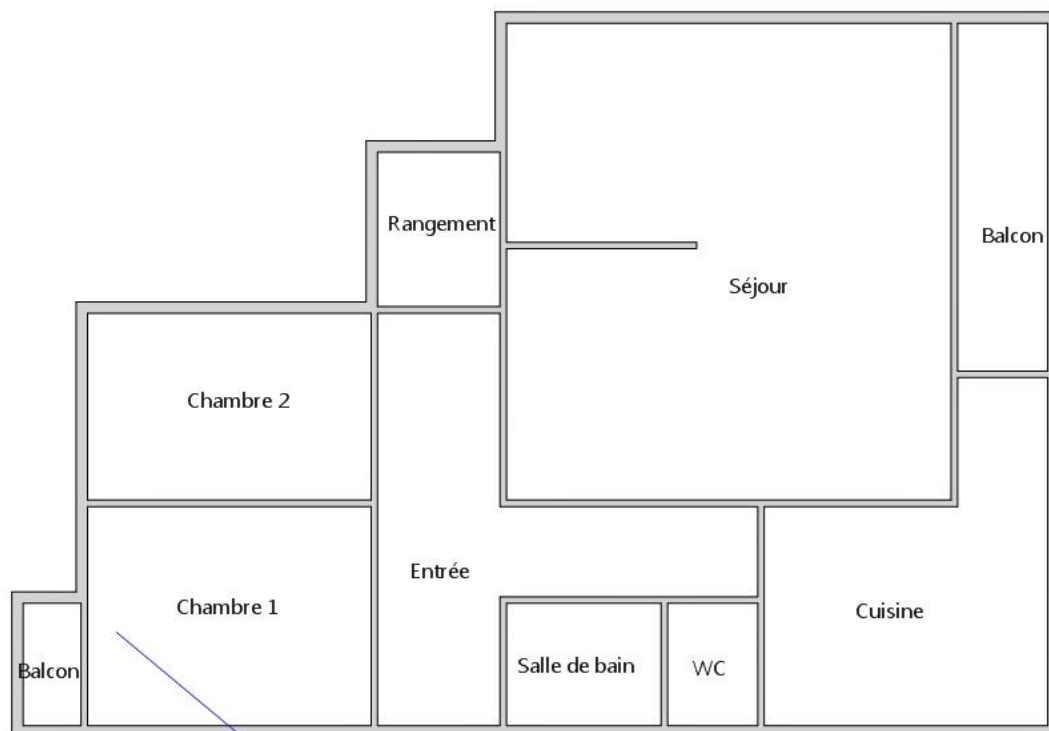 Rangement
Balcon
Séjour
Chambre 2
Entrée
Chambre 1
Cuisine
Balcon
Salle de bain
WC